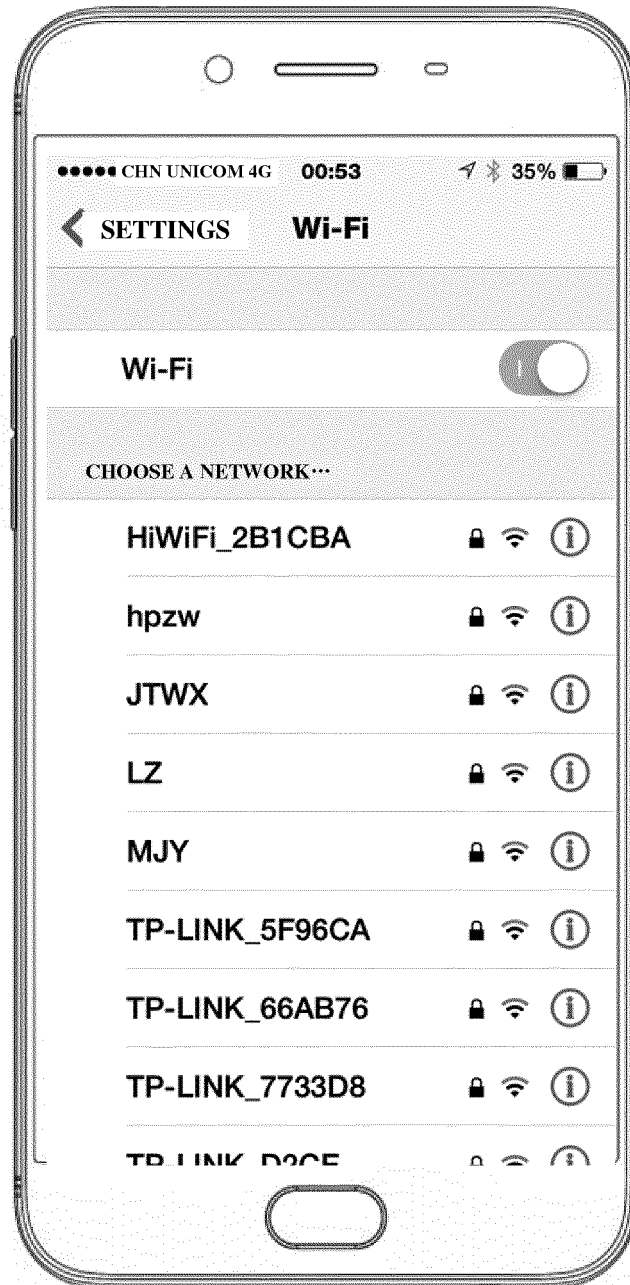 CHN UNICOM 4G 00:53 35%
SETTINGS Wi-Fi
Wi-Fi
CHOOSE A NETWORK···
HiWiFi_2B1CBA
hpzw
JTWX
LZ
MJY
TP-LINK_5F96CA
TP-LINK_66AB76
TP-LINK_7733D8